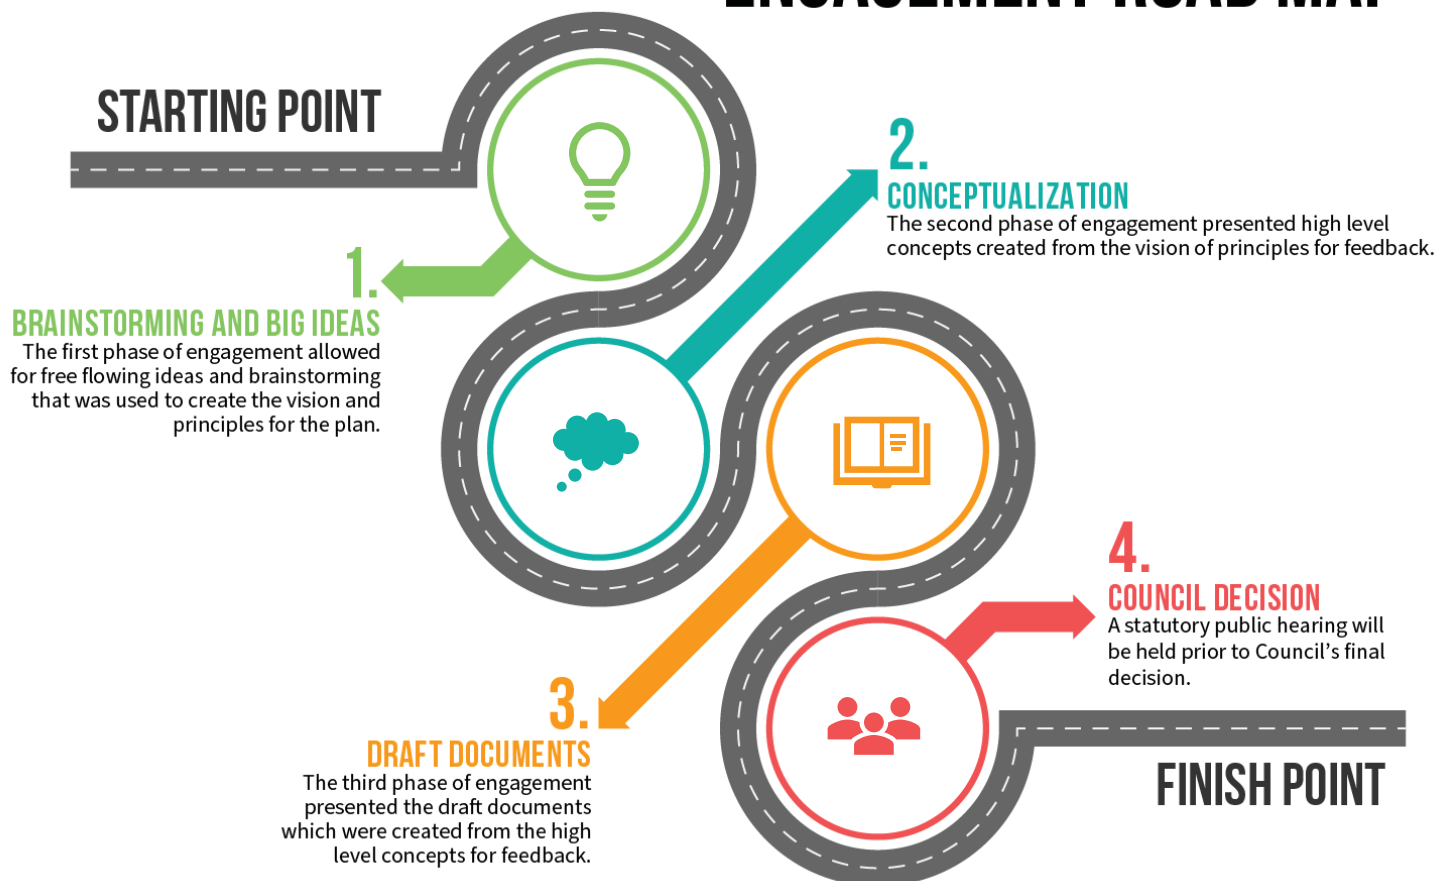 ENGAGEMENT ROAD MAP
STARTING POINT
1.
BRAINSTORMING AND BIG IDEAS
The first phase of engagement allowed
for free flowing ideas and brainstorming
that was used to create the vision and
principles for the plan.
2.
CONCEPTUALIZATION
The second phase of engagement presented high level
concepts created from the vision of principles for feedback.
3.
DRAFT DOCUMENTS
The third phase of engagement
presented the draft documents
which were created from the high
level concepts for feedback.
4.
COUNCIL DECISION
A statutory public hearing will
be held prior to Council’s final
decision.
FINISH POINT